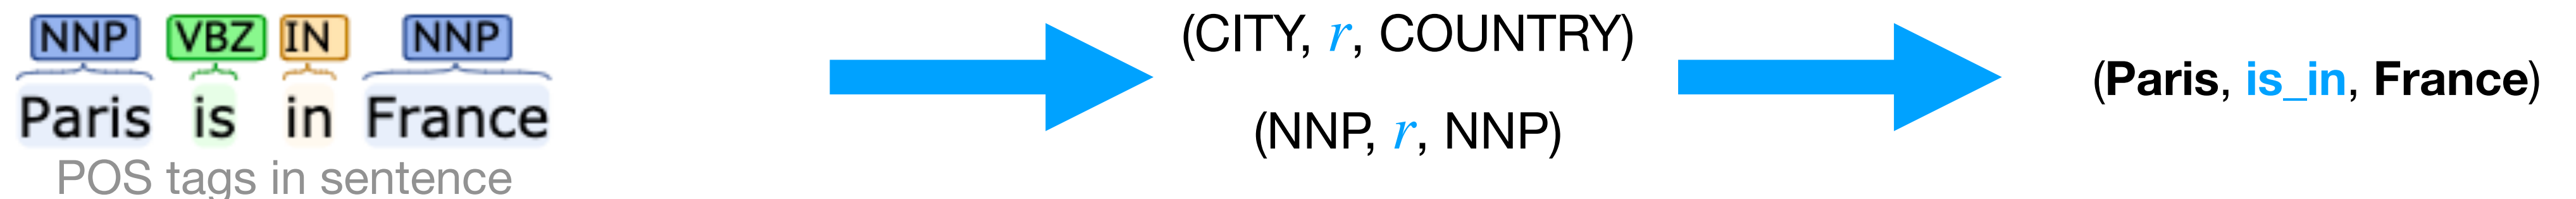 NNP VBZ IN NNP
Paris is in France
POS tags in sentence
(CITY, r, COUNTRY)
(NNP, r, NNP)
(Paris, is_in, France)